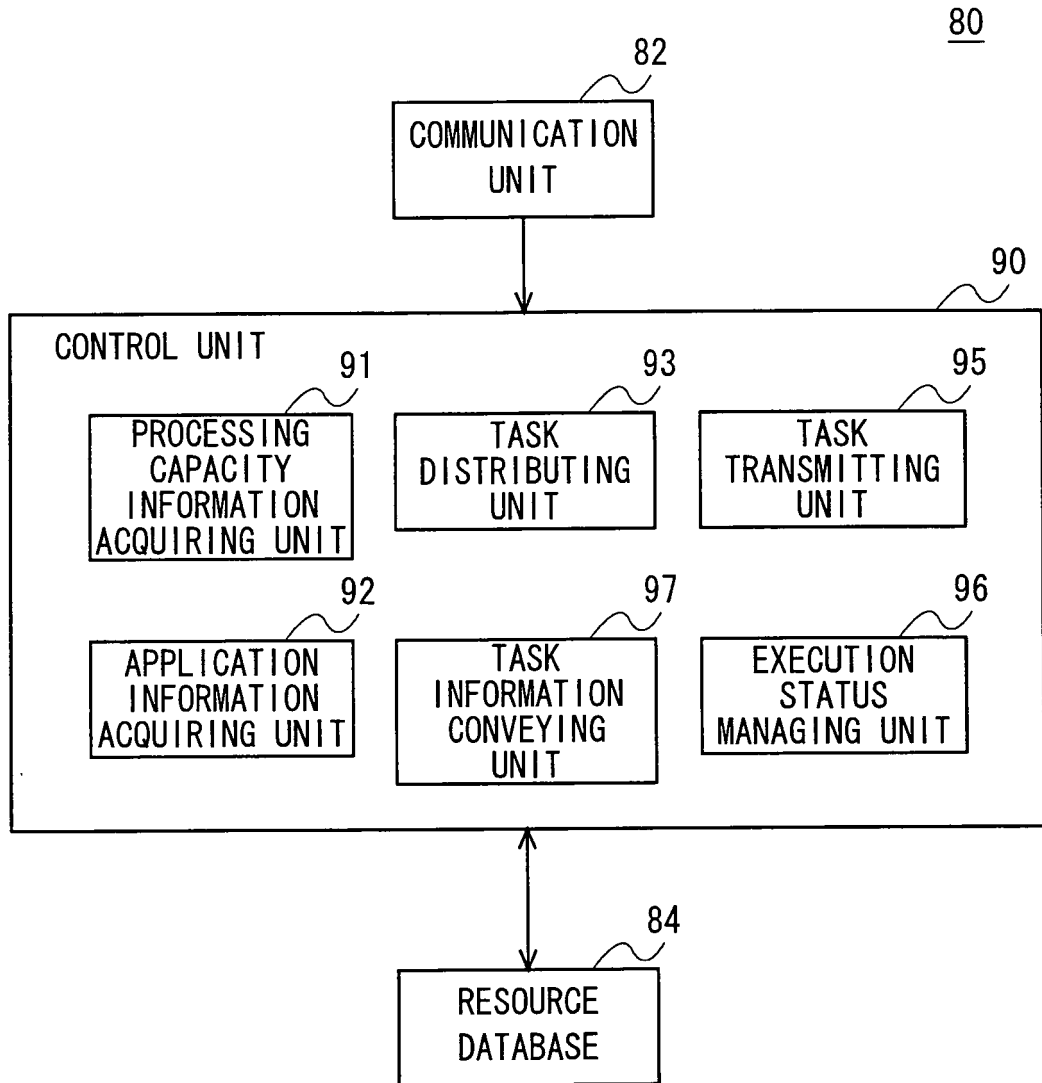 80
82
COMMUNICATION
UNIT
90
CONTROL UNIT
91
PROCESSING
CAPACITY
INFORMATION
ACQUIRING UNIT
93
TASK
DISTRIBUTING
UNIT
95
TASK
TRANSMITTING
UNIT
92
APPLICATION
INFORMATION
ACQUIRING UNIT
97
TASK
INFORMATION
CONVEYING
UNIT
96
EXECUTION
STATUS
MANAGING UNIT
84
RESOURCE
DATABASE